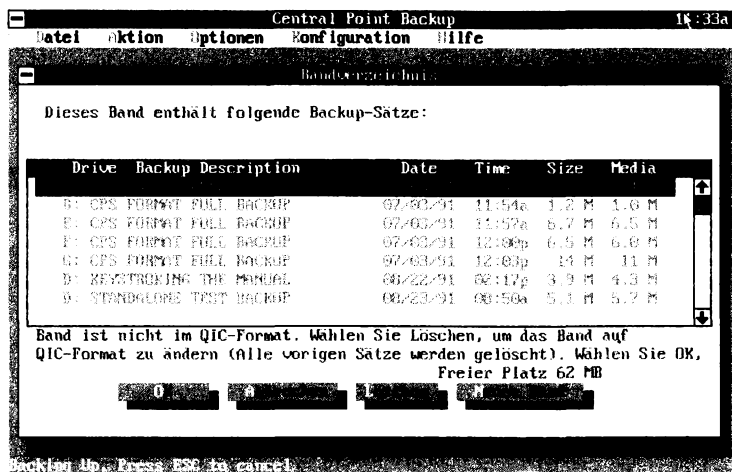 Central Point Backup
Datei Aktion Optionen Konfiguration Hilfe
Bandverzeichnis
Dieses Band enthält folgende Backup-Sätze:
Drive Backup Description Date Time Size Media
CPS FORMAT FULL BACKUP 07/03/91 11:54a 1.2 M 1.0 M
E: CPS FORMAT FULL BACKUP 07/03/91 11:57a 6.7 M 6.5 M
F: CPS FORMAT FULL BACKUP 07/03/91 12:00p 6.5 M 6.0 M
G: CPS FORMAT FULL BACKUP 07/03/91 12:03p 14 M 11 M
D: KEYSTROKING THE MANUAL 08/22/91 02:17p 3.9 M 4.3 M
D: STANDALONE TEST BACKUP 08/23/91 08:50a 5.1 M 5.7 M
Band ist nicht im QIC-Format. Wählen Sie Löschen, um das Band auf
QIC-Format zu ändern (Alle vorigen Sätze werden gelöscht). Wählen Sie OK,
Freier Platz 62 MB
O A L N
Backing Up, Press ESC to cancel